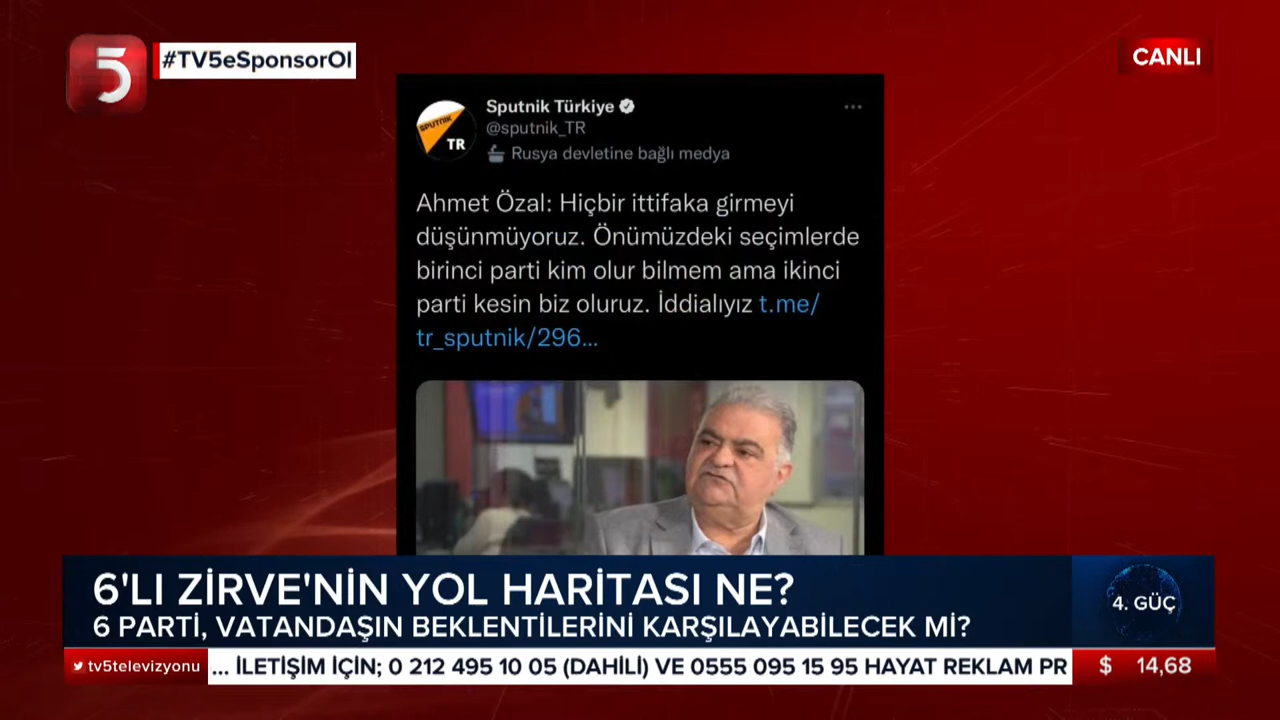 5
#TV5eSponsorOl
CANLI
SPUTNIK
TR
Sputnik Türkiye
@sputnik_TR
Rusya devletine bağlı medya
Ahmet Özal: Hiçbir ittifaka girmeyi
düşünmüyoruz. Önümüzdeki seçimlerde
birinci parti kim olur bilmem ama ikinci
parti kesin biz oluruz. İddialıyız t.me/
tr_sputnik/296...
6'LI ZİRVE'NİN YOL HARİTASI NE?
6 PARTİ, VATANDAŞIN BEKLENTİLERİNİ KARŞILAYABİLECEK Mİ?
4. GÜÇ
tv5televizyonu
... İLETİŞİM İÇİN; 0 212 495 10 05 (DAHİLİ) VE 0555 095 15 95 HAYAT REKLAM PR
$ 14,68